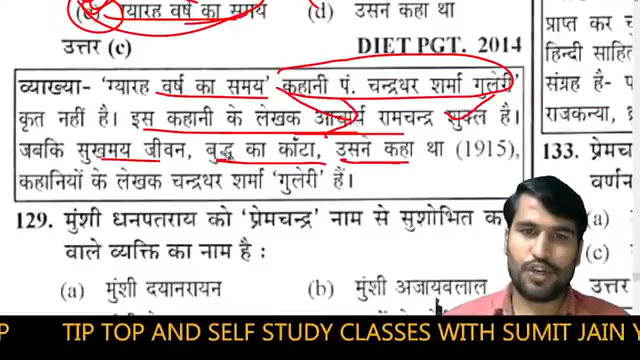 (c) ग्यारह वर्ष का समय
(d) उसने कहा था
उत्तर (c)
DIET PGT. 2014
व्याख्या- ‘ग्यारह वर्ष का समय’ कहानी पं. चन्द्रधर शर्मा गुलेरी’
कृत नहीं है। इस कहानी के लेखक आचार्य रामचन्द्र सुक्ल है।
जबकि सुखमय जीवन, बुद्धू का काँटा, उसने कहा था (1915),
कहानियों के लेखक चन्द्रधर शर्मा ‘गुलेरी’ हैं।
129. मुंशी धनपतराय को ‘प्रेमचन्द’ नाम से सुशोभित क
वाले व्यक्ति का नाम है :
(a) मुंशी दयानरायन
(b) मुंशी अजायबलाल
प्राप्त कर
हिन्दी साहि
संग्रह है- प
राजकन्या,
133. प्रेमच
वर्णन
(a)
(c)
उत्तर
P TIP TOP AND SELF STUDY CLASSES WITH SUMIT JAIN Y